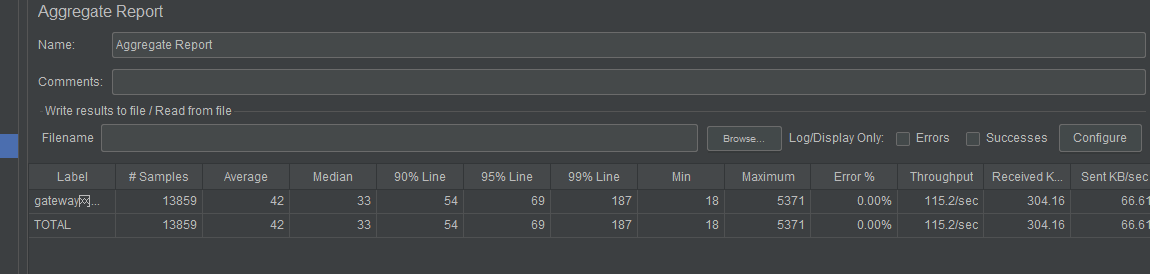 Aggregate Report
Name: Aggregate Report
Comments:
Write results to file / Read from file
Filename Browse... Log/Display Only: Errors Successes Configure
Label # Samples Average Median 90% Line 95% Line 99% Line Min Maximum Error % Throughput Received K... Sent KB/sec
gateway... 13859 42 33 54 69 187 18 5371 0.00% 115.2/sec 304.16 66.61
TOTAL 13859 42 33 54 69 187 18 5371 0.00% 115.2/sec 304.16 66.61